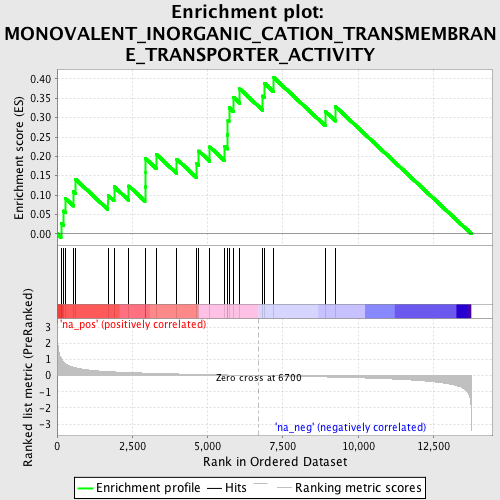 Enrichment plot:
MONOVALENT_INORGANIC_CATION_TRANSMEMBRAN
E_TRANSPORTER_ACTIVITY
Enrichment score (ES)
0.40
0.35
0.30
0.25
0.20
0.15
0.10
0.05
0.00
'na_pos' (positively correlated)
Ranked list metric (PreRanked)
3
2
1
0
-1
-2
-3
Zero cross at 6700
'na_neg' (negatively correlated)
0
2,500
5,000
7,500
10,000
12,500
Rank in Ordered Dataset
Enrichment profile
Hits
Ranking metric scores